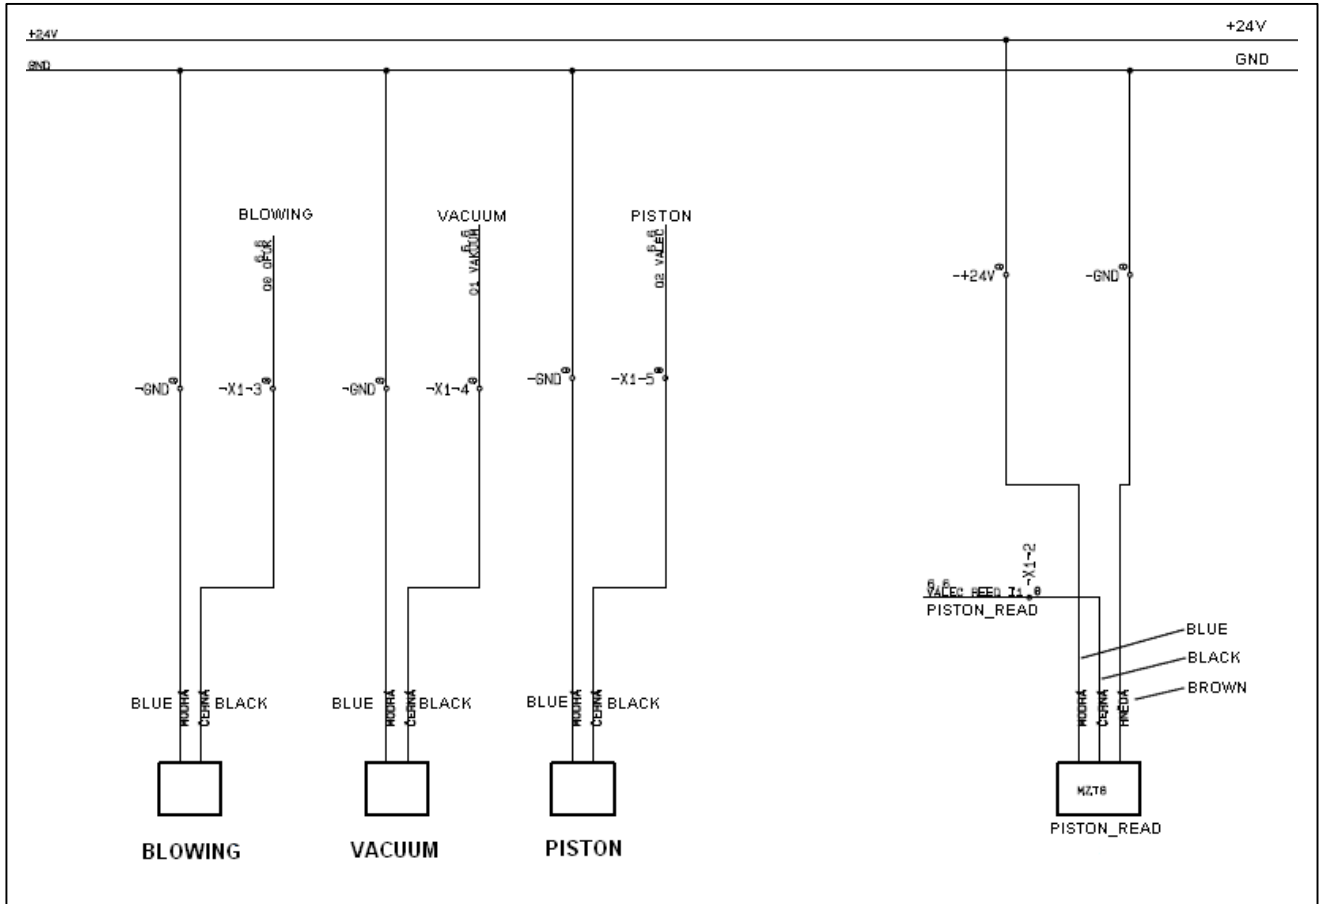 +24V
+24V
GND
GND
BLOWING
VACUUM
PISTON
6.6
Q0 OFUK
6.6
Q1 VAKUUM
6.6
Q2 VALEC
-+24V
-GND
-GND
-X1-3
-GND
-X1-4
-GND
-X1-5
-X1-2
6.6
VALEC REED I1
PISTON_READ
BLUE
BLACK
BROWN
BLUE
MODRÁ
ČERNÁ
BLACK
BLUE
MODRÁ
ČERNÁ
BLACK
BLUE
MODRÁ
ČERNÁ
BLACK
MODRÁ
ČERNÁ
HNĚDÁ
MZT8
PISTON_READ
BLOWING
VACUUM
PISTON